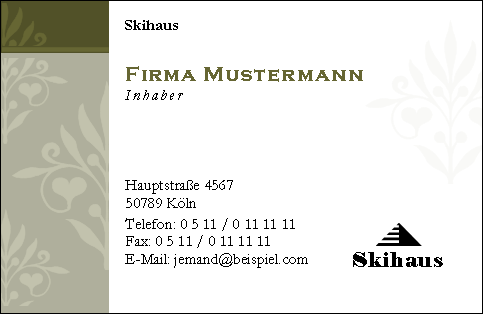 Skihaus
Firma Mustermann
Inhaber
Hauptstraße 4567
50789 Köln
Telefon: 0 5 11 / 0 11 11 11
Fax: 0 5 11 / 0 11 11 11
E-Mail: jemand@beispiel.com
Skihaus